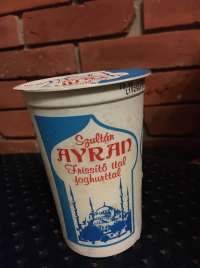 Szultán
AYRAN
Frissítő ital
joghurttal